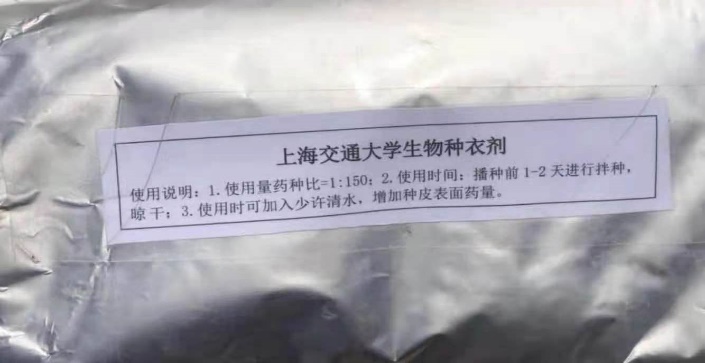 上海交通大学生物种衣剂
使用说明：1.使用量药种比=1:150；2.使用时间：播种前1-2天进行拌种，
晾干；3.使用时可加入少许清水，增加种皮表面药量。